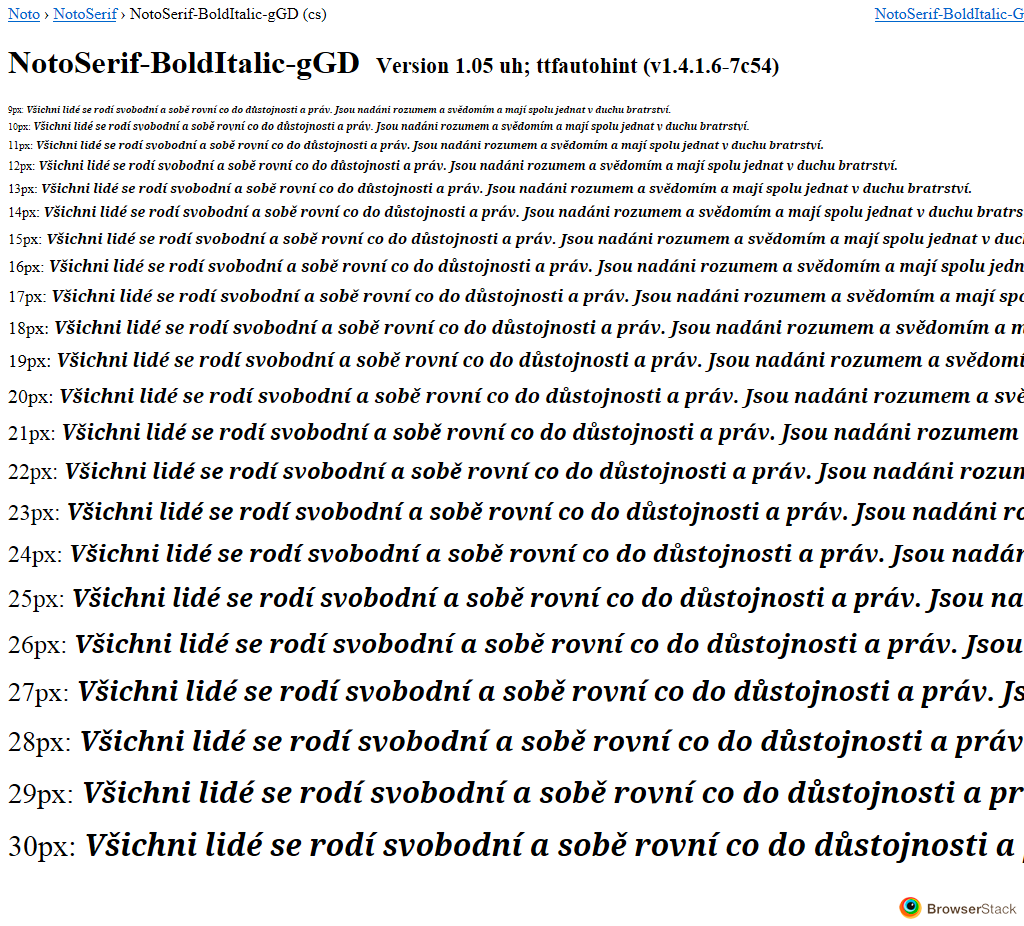 Noto › NotoSerif › NotoSerif-BoldItalic-gGD (cs) NotoSerif-BoldItalic-G
NotoSerif-BoldItalic-gGD Version 1.05 uh; ttfautohint (v1.4.1.6-7c54)
9px: Všichni lidé se rodí svobodní a sobě rovní co do důstojnosti a práv. Jsou nadáni rozumem a svědomím a mají spolu jednat v duchu bratrství.
10px: Všichni lidé se rodí svobodní a sobě rovní co do důstojnosti a práv. Jsou nadáni rozumem a svědomím a mají spolu jednat v duchu bratrství.
11px: Všichni lidé se rodí svobodní a sobě rovní co do důstojnosti a práv. Jsou nadáni rozumem a svědomím a mají spolu jednat v duchu bratrství.
12px: Všichni lidé se rodí svobodní a sobě rovní co do důstojnosti a práv. Jsou nadáni rozumem a svědomím a mají spolu jednat v duchu bratrství.
13px: Všichni lidé se rodí svobodní a sobě rovní co do důstojnosti a práv. Jsou nadáni rozumem a svědomím a mají spolu jednat v duchu bratrství.
14px: Všichni lidé se rodí svobodní a sobě rovní co do důstojnosti a práv. Jsou nadáni rozumem a svědomím a mají spolu jednat v duchu bratrs
15px: Všichni lidé se rodí svobodní a sobě rovní co do důstojnosti a práv. Jsou nadáni rozumem a svědomím a mají spolu jednat v duc
16px: Všichni lidé se rodí svobodní a sobě rovní co do důstojnosti a práv. Jsou nadáni rozumem a svědomím a mají spolu jedn
17px: Všichni lidé se rodí svobodní a sobě rovní co do důstojnosti a práv. Jsou nadáni rozumem a svědomím a mají spo
18px: Všichni lidé se rodí svobodní a sobě rovní co do důstojnosti a práv. Jsou nadáni rozumem a svědomím a m
19px: Všichni lidé se rodí svobodní a sobě rovní co do důstojnosti a práv. Jsou nadáni rozumem a svědomí
20px: Všichni lidé se rodí svobodní a sobě rovní co do důstojnosti a práv. Jsou nadáni rozumem a svě
21px: Všichni lidé se rodí svobodní a sobě rovní co do důstojnosti a práv. Jsou nadáni rozumem
22px: Všichni lidé se rodí svobodní a sobě rovní co do důstojnosti a práv. Jsou nadáni rozum
23px: Všichni lidé se rodí svobodní a sobě rovní co do důstojnosti a práv. Jsou nadáni ro
24px: Všichni lidé se rodí svobodní a sobě rovní co do důstojnosti a práv. Jsou nadán
25px: Všichni lidé se rodí svobodní a sobě rovní co do důstojnosti a práv. Jsou na
26px: Všichni lidé se rodí svobodní a sobě rovní co do důstojnosti a práv. Jsou
27px: Všichni lidé se rodí svobodní a sobě rovní co do důstojnosti a práv. Js
28px: Všichni lidé se rodí svobodní a sobě rovní co do důstojnosti a práv
29px: Všichni lidé se rodí svobodní a sobě rovní co do důstojnosti a pr
30px: Všichni lidé se rodí svobodní a sobě rovní co do důstojnosti a
BrowserStack